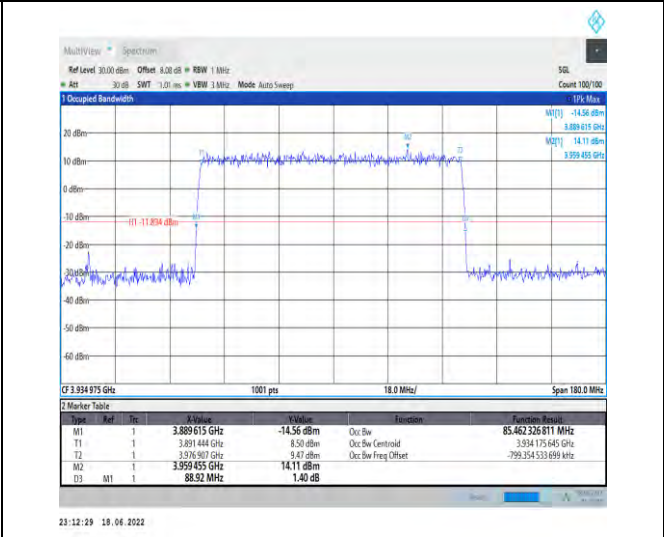 MultiView Spectrum
Ref Level 30.00 dBm Offset 8.00 dB RBW 1 MHz SGL
Att 30 dB SWT 1.01 ms VBW 3 MHz Mode Auto Sweep Count 100/100
1 Occupied Bandwidth 1Pk Max
M1[1] -14.56 dBm
3.889 615 GHz
M2[1] 14.11 dBm
3.959 455 GHz
20 dBm
M2
T1
10 dBm
0 dBm
-10 dBm
H1 -11.894 dBm
-20 dBm
-30 dBm
-40 dBm
-50 dBm
-60 dBm
CF 3.934 975 GHz 1001 pts 18.0 MHz/ Span 180.0 MHz
2 Marker Table
Type Ref Trc X-Value Y-Value Function Function Result
M1 1 3.889 615 GHz -14.56 dBm Occ Bw 85.462 326 811 MHz
T1 1 3.891 444 GHz 8.50 dBm Occ Bw Centroid 3.934 175 645 GHz
T2 1 3.976 907 GHz 9.47 dBm Occ Bw Freq Offset -799.354 533 699 kHz
M2 1 3.959 455 GHz 14.11 dBm
D3 M1 1 88.92 MHz 1.40 dB
23:12:29 18.06.2022